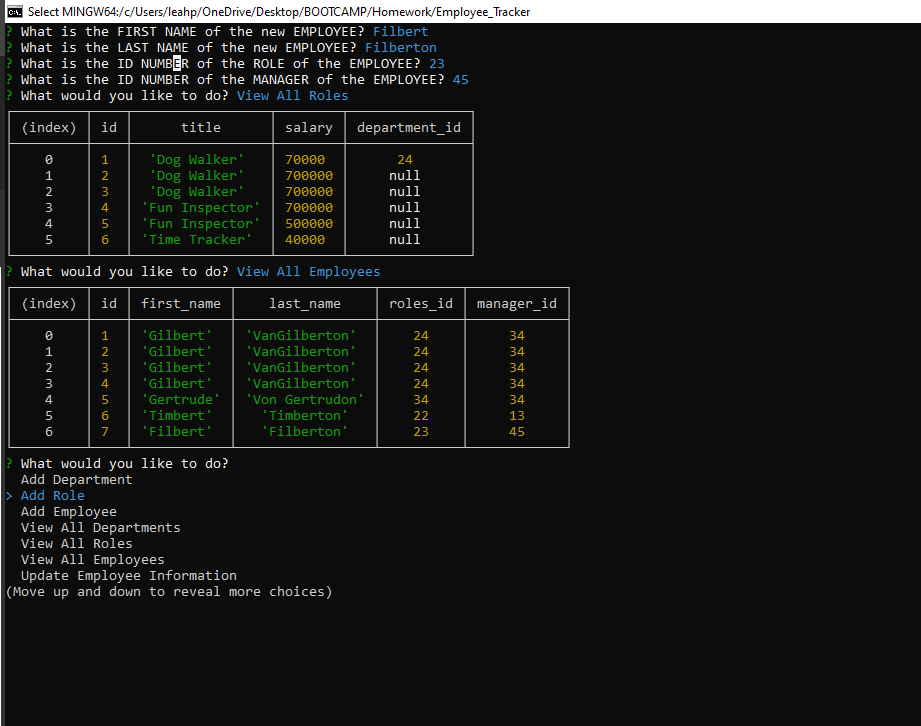 Select MINGW64:/c/Users/leahp/OneDrive/Desktop/BOOTCAMP/Homework/Employee_Tracker
? What is the FIRST NAME of the new EMPLOYEE? Filbert
? What is the LAST NAME of the new EMPLOYEE? Filberton
? What is the ID NUMBER of the ROLE of the EMPLOYEE? 23
? What is the ID NUMBER of the MANAGER of the EMPLOYEE? 45
? What would you like to do? View All Roles
(index) id title salary department_id
0 1 'Dog Walker' 70000 24
1 2 'Dog Walker' 700000 null
2 3 'Dog Walker' 700000 null
3 4 'Fun Inspector' 700000 null
4 5 'Fun Inspector' 500000 null
5 6 'Time Tracker' 40000 null
? What would you like to do? View All Employees
(index) id first_name last_name roles_id manager_id
0 1 'Gilbert' 'VanGilberton' 24 34
1 2 'Gilbert' 'VanGilberton' 24 34
2 3 'Gilbert' 'VanGilberton' 24 34
3 4 'Gilbert' 'VanGilberton' 24 34
4 5 'Gertrude' 'Von Gertrudon' 34 34
5 6 'Timbert' 'Timberton' 22 13
6 7 'Filbert' 'Filberton' 23 45
? What would you like to do?
Add Department
> Add Role
Add Employee
View All Departments
View All Roles
View All Employees
Update Employee Information
(Move up and down to reveal more choices)